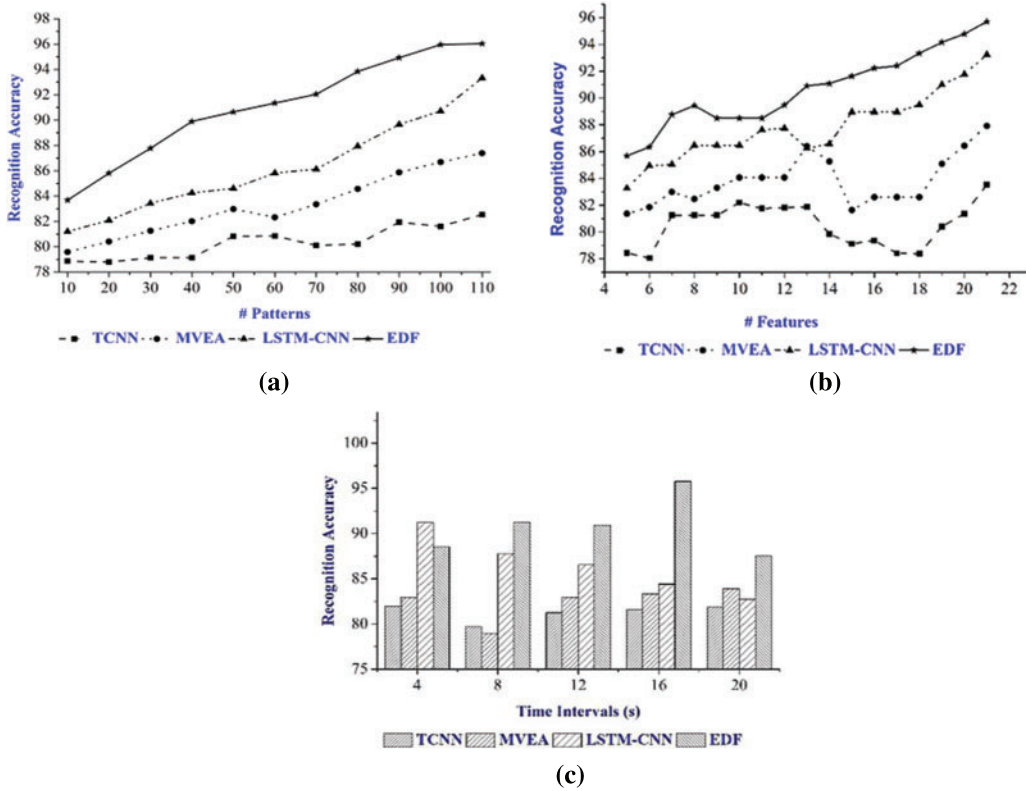 98
96
94
92
90
88
86
84
82
80
78
Recognition Accuracy
10 20 30 40 50 60 70 80 90 100 110
# Patterns
TCNN MVEA LSTM-CNN EDF
(a)
96
94
92
90
88
86
84
82
80
78
Recognition Accuracy
4 6 8 10 12 14 16 18 20 22
# Features
TCNN MVEA LSTM-CNN EDF
(b)
100
95
90
85
80
75
Recognition Accuracy
4 8 12 16 20
Time Intervals (s)
TCNN MVEA LSTM-CNN EDF
(c)